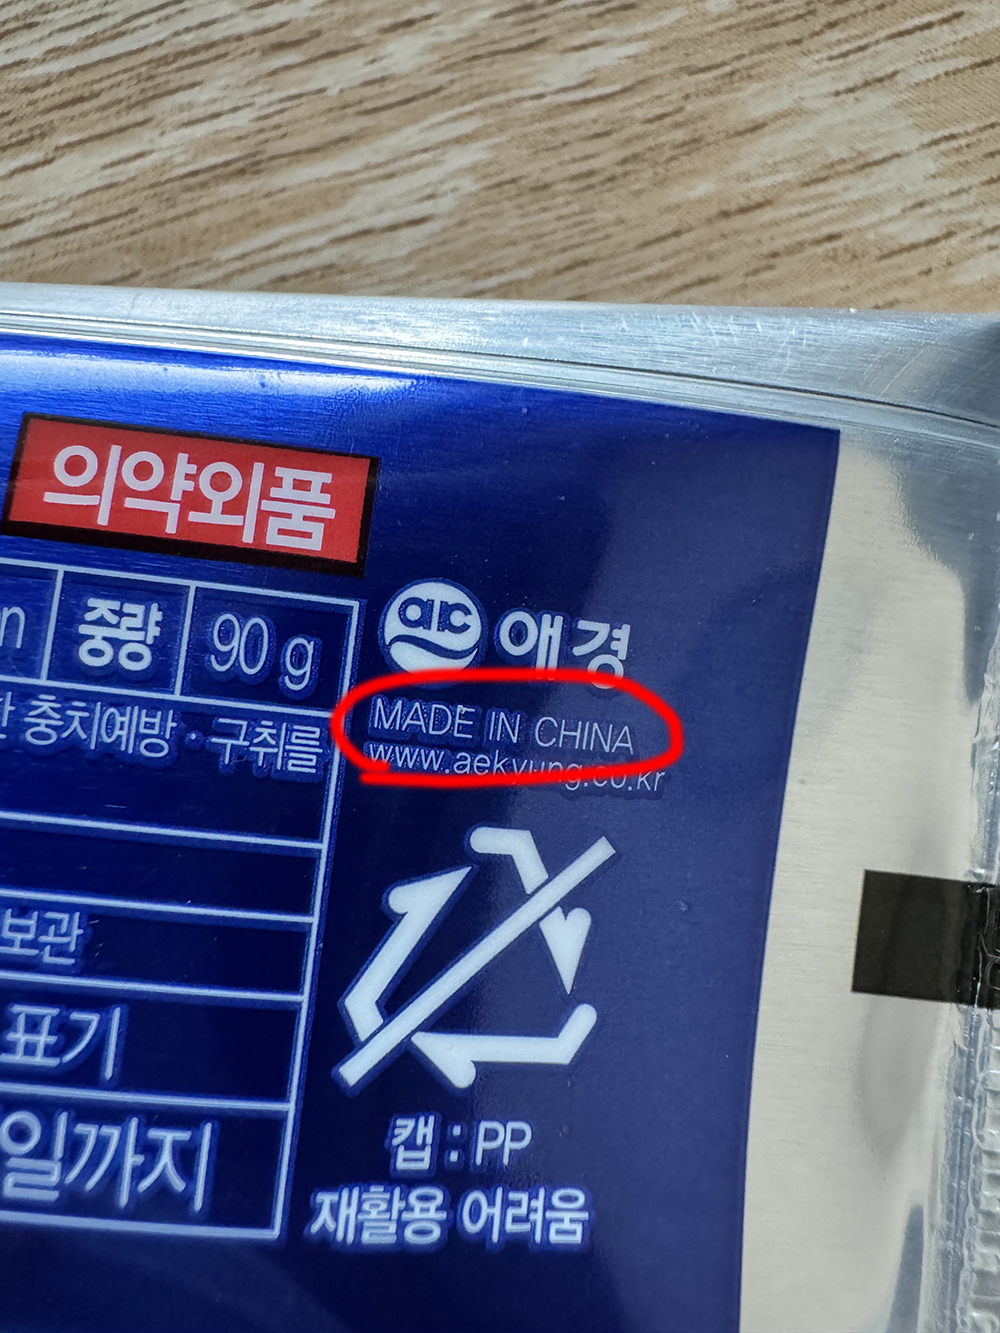 의약외품
중량 90 g
충치예방 · 구취를
ac 애경
MADE IN CHINA
www.aekyung.co.kr
보관
표기
일까지
캡 : PP
재활용 어려움